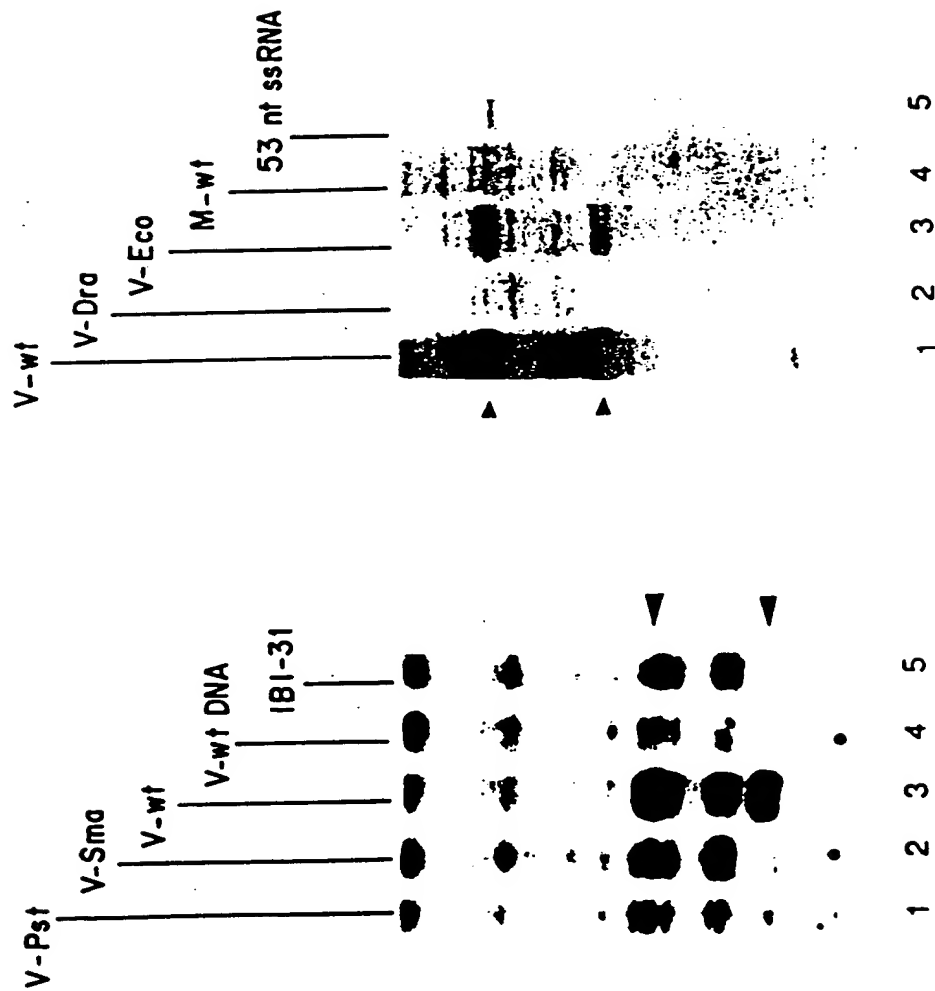 V-wt
V-Dra
V-Eco
M-wt
53 nt ssRNA
1 2 3 4 5
V-Pst
V-Sma
V-wt
V-wt DNA
IBI-31
1 2 3 4 5